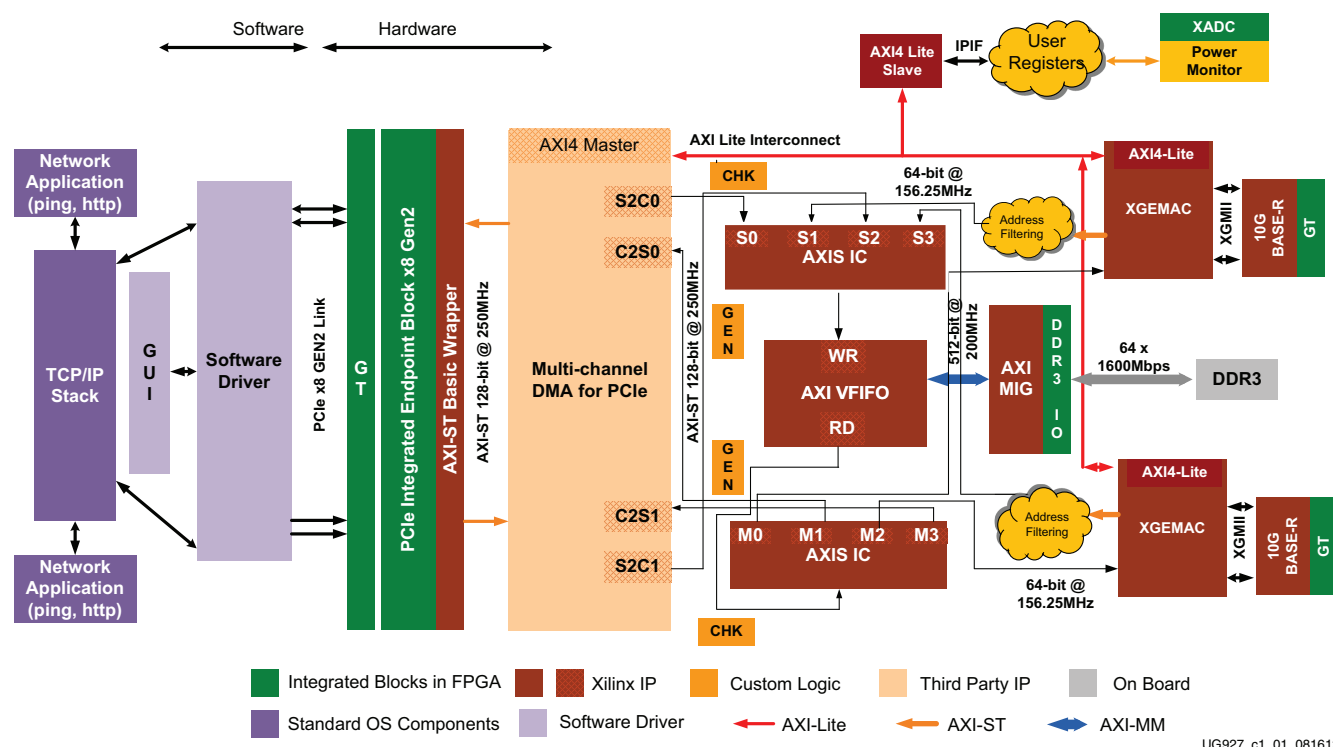 Software
Hardware
AXI4 Lite
Slave
IPIF
User
Registers
XADC
Power
Monitor
Network
Application
(ping, http)
TCP/IP
Stack
GUI
Software
Driver
PCIe x8 GEN2 Link
GT
PCIe Integrated Endpoint Block x8 Gen2
AXI-ST Basic Wrapper
AXI-ST 128-bit @ 250MHz
AXI4 Master
S2C0
C2S0
Multi-channel
DMA for PCIe
C2S1
S2C1
AXI Lite Interconnect
CHK
64-bit @
156.25MHz
S0 S1 S2 S3
AXIS IC
AXI-ST 128-bit @ 250MHz
GEN
WR
AXI VFIFO
RD
GEN
512-bit @
200MHz
AXI
MIG
DDR3 IO
64 x
1600Mbps
DDR3
Address
Filtering
AXI4-Lite
XGEMAC
XGMII
10G
BASE-R
GT
Address
Filtering
AXI4-Lite
XGEMAC
XGMII
10G
BASE-R
GT
M0 M1 M2 M3
AXIS IC
64-bit @
156.25MHz
CHK
Network
Application
(ping, http)
Integrated Blocks in FPGA
Xilinx IP
Custom Logic
Third Party IP
On Board
Standard OS Components
Software Driver
AXI-Lite
AXI-ST
AXI-MM